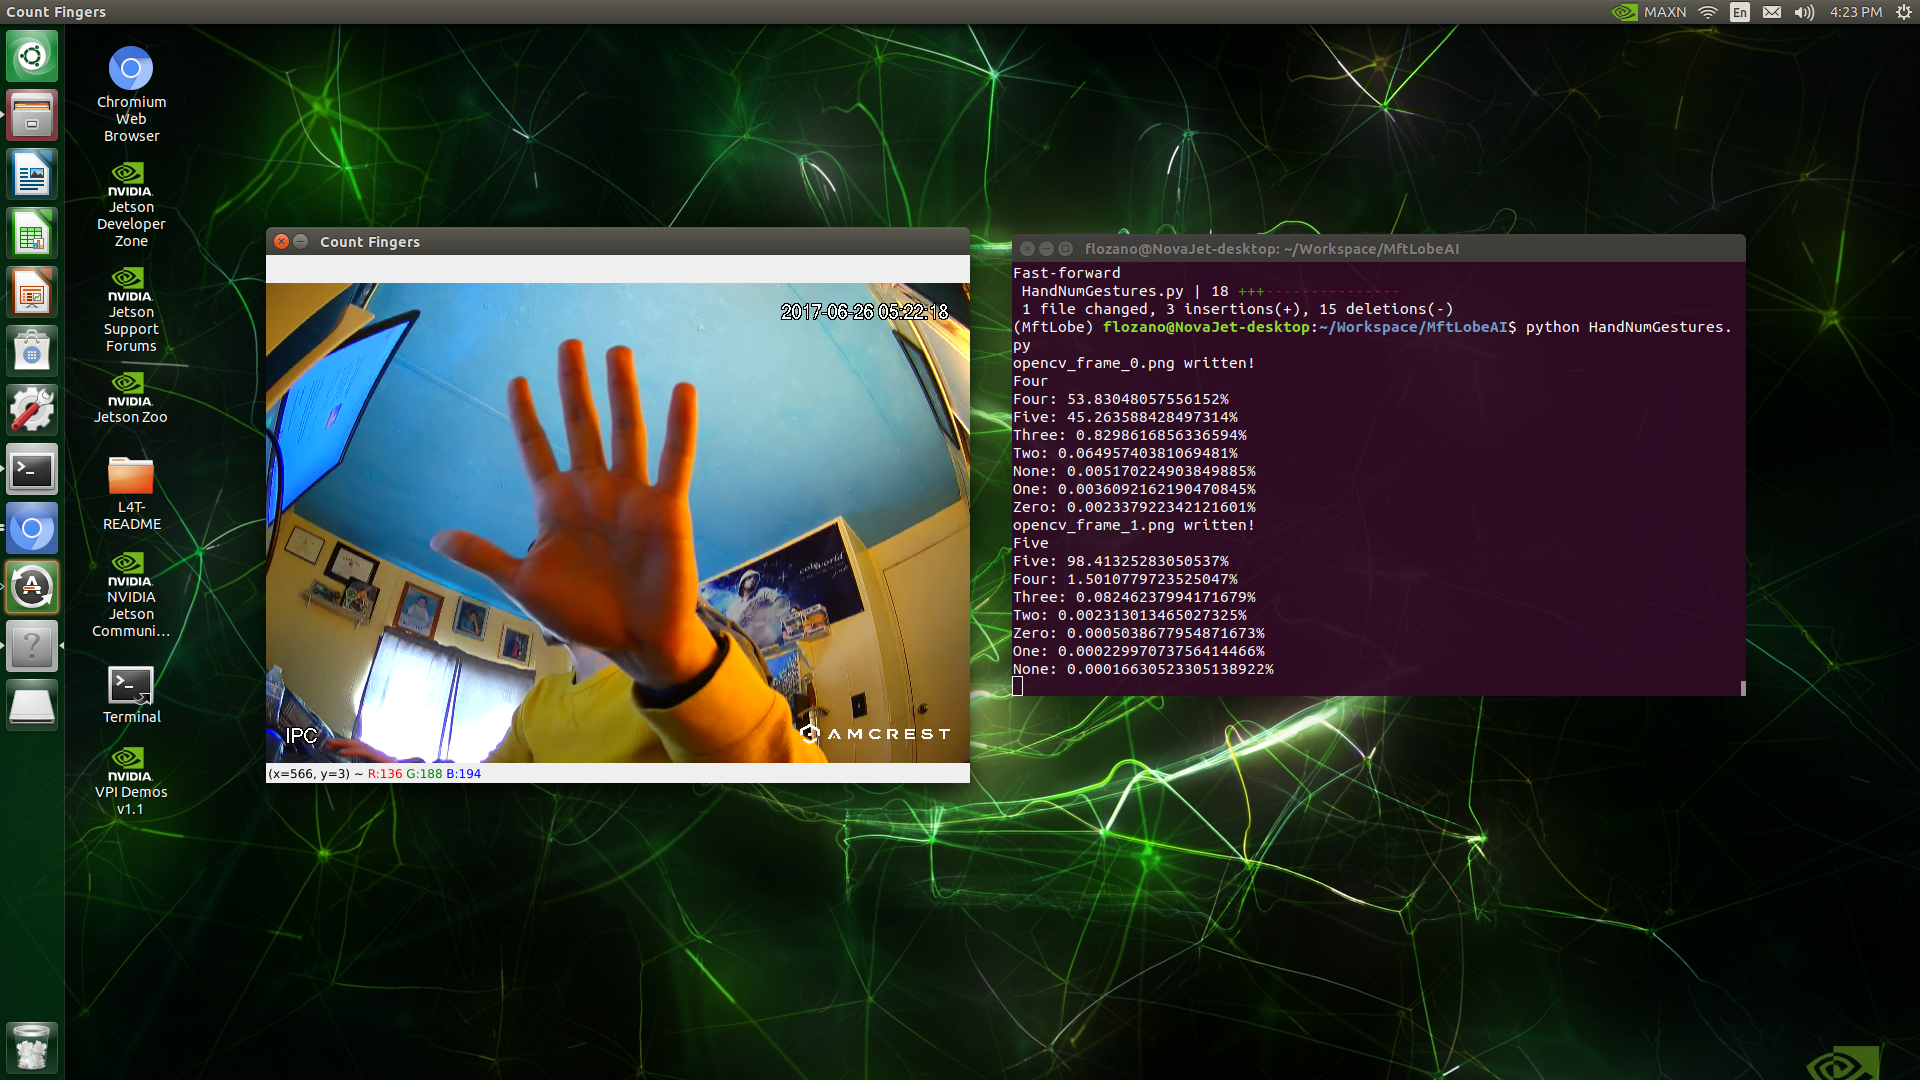 Count Fingers
MAXN
En
4:23 PM
Chromium
Web
Browser
NVIDIA.
Jetson
Developer
Zone
NVIDIA.
Jetson
Support
Forums
NVIDIA.
Jetson Zoo
L4T-
README
NVIDIA.
NVIDIA
Jetson
Communi...
Terminal
NVIDIA.
VPI Demos
v1.1
Count Fingers
2017-06-26 05:22:18
colorworld
IPC
AMCREST
(x=566, y=3) ~ R:136 G:188 B:194
flozano@NovaJet-desktop: ~/Workspace/MftLobeAI
Fast-forward
HandNumGestures.py | 18 +++---------------
1 file changed, 3 insertions(+), 15 deletions(-)
(MftLobe) flozano@NovaJet-desktop:~/Workspace/MftLobeAI$ python HandNumGestures.
py
opencv_frame_0.png written!
Four
Four: 53.83048057556152%
Five: 45.263588428497314%
Three: 0.8298616856336594%
Two: 0.06495740381069481%
None: 0.005170224903849885%
One: 0.0036092162190470845%
Zero: 0.002337922342121601%
opencv_frame_1.png written!
Five
Five: 98.41325283050537%
Four: 1.5010779723525047%
Three: 0.08246237994171679%
Two: 0.002313013465027325%
Zero: 0.0005038677954871673%
One: 0.00022997073756414466%
None: 0.00016630523305138922%